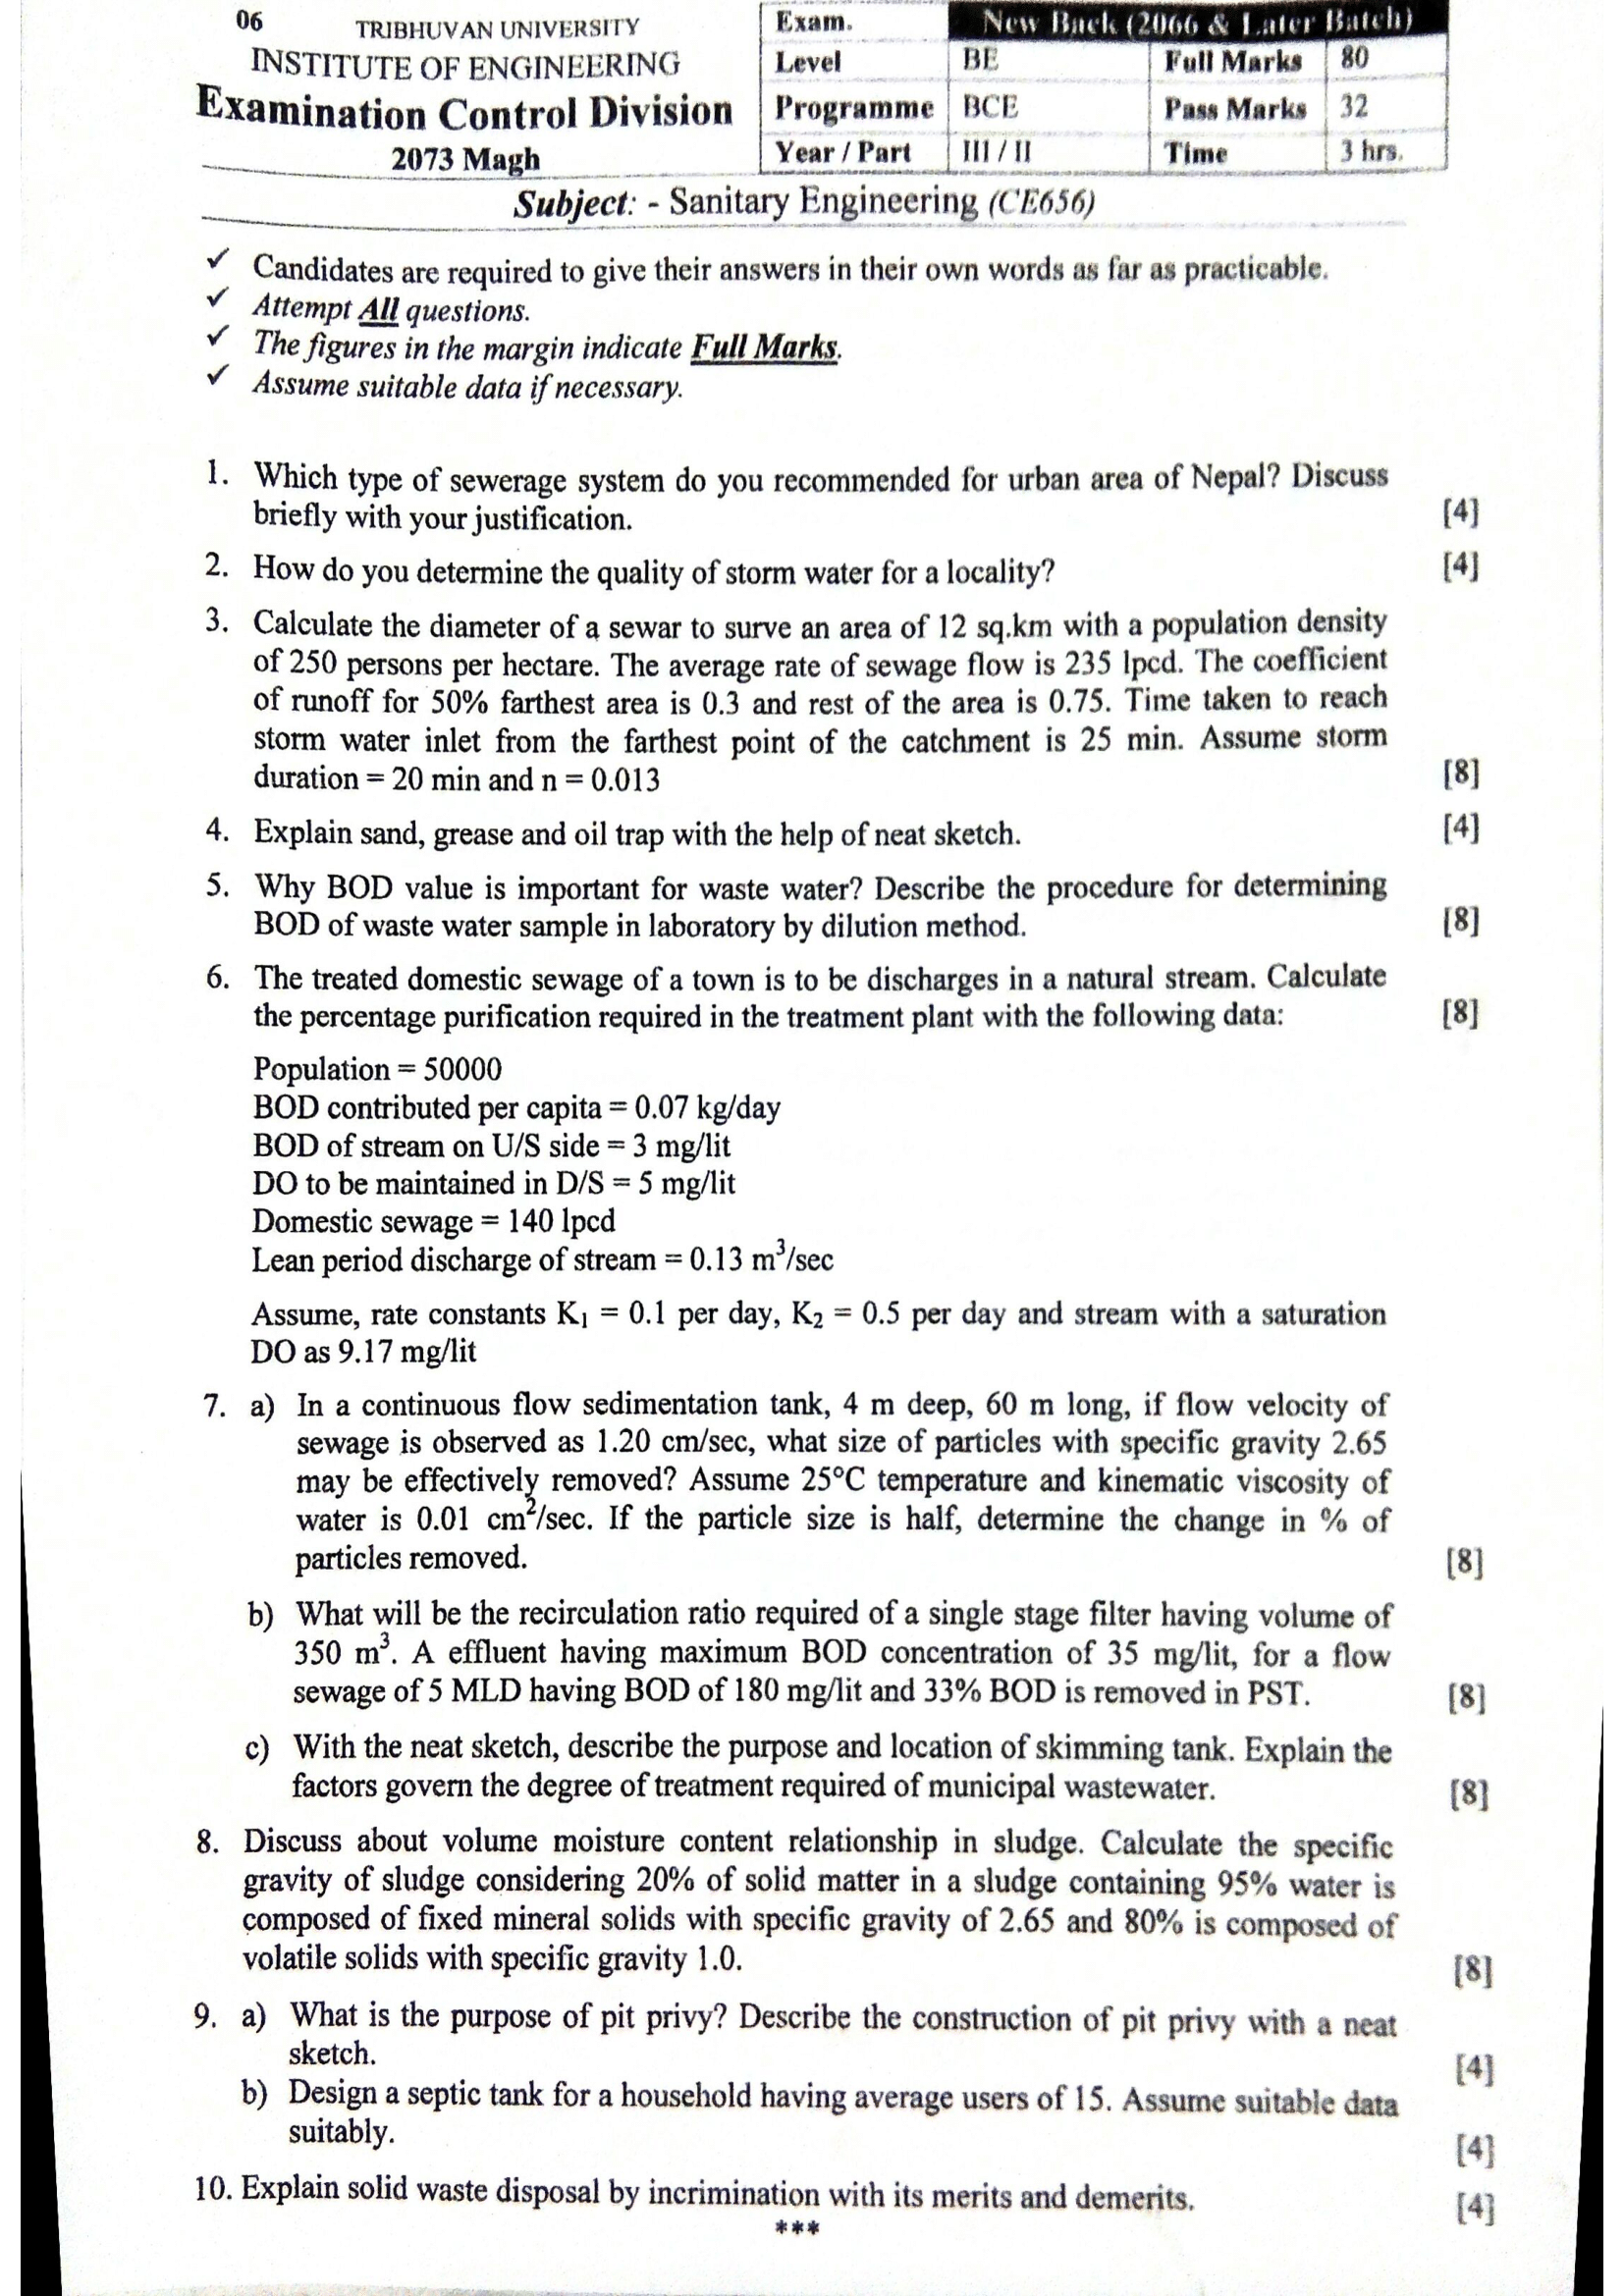 06
TRIBHUVAN UNIVERSITY
INSTITUTE OF ENGINEERING
Examination Control Division
2073 Magh
Exam. New Back (2066 & Later Batch)
Level BE Full Marks 80
Programme BCE Pass Marks 32
Year / Part III / II Time 3 hrs.
Subject: - Sanitary Engineering (CE656)
✓ Candidates are required to give their answers in their own words as far as practicable.
✓ Attempt All questions.
✓ The figures in the margin indicate Full Marks.
✓ Assume suitable data if necessary.
1. Which type of sewerage system do you recommended for urban area of Nepal? Discuss
briefly with your justification. [4]
2. How do you determine the quality of storm water for a locality? [4]
3. Calculate the diameter of a sewar to surve an area of 12 sq.km with a population density
of 250 persons per hectare. The average rate of sewage flow is 235 lpcd. The coefficient
of runoff for 50% farthest area is 0.3 and rest of the area is 0.75. Time taken to reach
storm water inlet from the farthest point of the catchment is 25 min. Assume storm
duration = 20 min and n = 0.013 [8]
4. Explain sand, grease and oil trap with the help of neat sketch. [4]
5. Why BOD value is important for waste water? Describe the procedure for determining
BOD of waste water sample in laboratory by dilution method. [8]
6. The treated domestic sewage of a town is to be discharges in a natural stream. Calculate
the percentage purification required in the treatment plant with the following data: [8]
Population = 50000
BOD contributed per capita = 0.07 kg/day
BOD of stream on U/S side = 3 mg/lit
DO to be maintained in D/S = 5 mg/lit
Domestic sewage = 140 lpcd
Lean period discharge of stream = 0.13 m³/sec
Assume, rate constants K₁ = 0.1 per day, K₂ = 0.5 per day and stream with a saturation
DO as 9.17 mg/lit
7. a) In a continuous flow sedimentation tank, 4 m deep, 60 m long, if flow velocity of
sewage is observed as 1.20 cm/sec, what size of particles with specific gravity 2.65
may be effectively removed? Assume 25°C temperature and kinematic viscosity of
water is 0.01 cm²/sec. If the particle size is half, determine the change in % of
particles removed. [8]
b) What will be the recirculation ratio required of a single stage filter having volume of
350 m³. A effluent having maximum BOD concentration of 35 mg/lit, for a flow
sewage of 5 MLD having BOD of 180 mg/lit and 33% BOD is removed in PST. [8]
c) With the neat sketch, describe the purpose and location of skimming tank. Explain the
factors govern the degree of treatment required of municipal wastewater. [8]
8. Discuss about volume moisture content relationship in sludge. Calculate the specific
gravity of sludge considering 20% of solid matter in a sludge containing 95% water is
composed of fixed mineral solids with specific gravity of 2.65 and 80% is composed of
volatile solids with specific gravity 1.0. [8]
9. a) What is the purpose of pit privy? Describe the construction of pit privy with a neat
sketch. [4]
b) Design a septic tank for a household having average users of 15. Assume suitable data
suitably. [4]
10. Explain solid waste disposal by incrimination with its merits and demerits. [4]
***